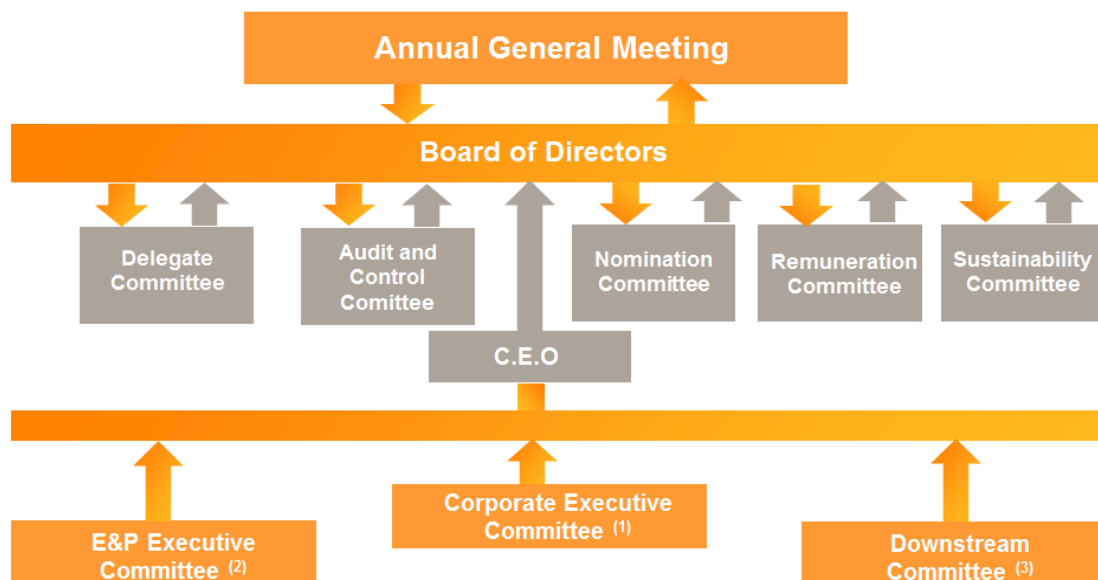 Annual General Meeting
Board of Directors
Delegate
Committee
Audit and
Control
Comittee
Nomination
Committee
Remuneration
Committee
Sustainability
Committee
C.E.O
Corporate Executive
Committee (1)
E&P Executive
Committee (2)
Downstream
Committee (3)